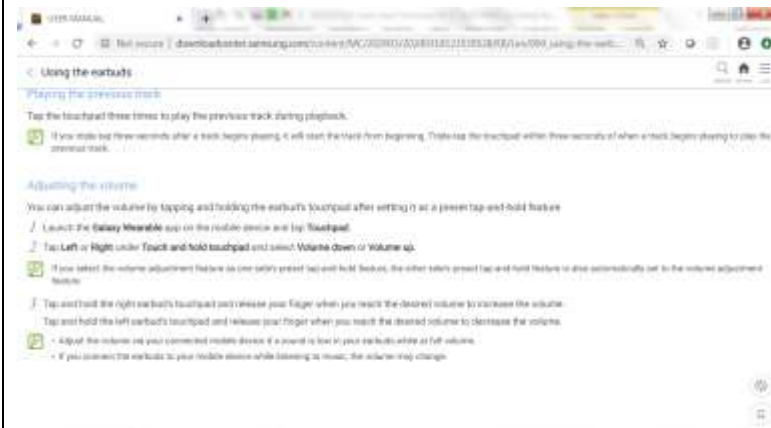 USER MANUAL
Not secure | downloadcenter.samsung.com/content/
Using the earbuds
Playing the previous track
Tap the touchpad three times to play the previous track during playback.
If you triple-tap three seconds after a track begins playing, it will start the track from beginning. Triple-tap the touchpad within three seconds of when a track begins playing to play the
previous track.
Adjusting the volume
You can adjust the volume by tapping and holding the earbud's touchpad after setting it as a preset tap-and-hold feature
1 Launch the Galaxy Wearable app on the mobile device and tap Touchpad.
2 Tap Left or Right under Touch and hold touchpad and select Volume down or Volume up.
If you select the volume adjustment feature as one side's preset tap and hold feature, the other side's preset tap and hold feature is also automatically set to the volume adjustment
feature.
3 Tap and hold the right earbud's touchpad and release your finger when you reach the desired volume to increase the volume.
Tap and hold the left earbud's touchpad and release your finger when you reach the desired volume to decrease the volume.
- Adjust the volume via your connected mobile device if a sound is low in your earbuds while at full volume.
- If you connect the earbuds to your mobile device while listening to music, the volume may change.